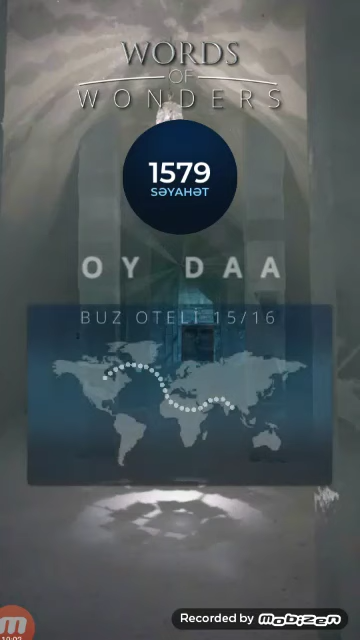 WORDS
OF
WONDERS
1579
SƏYAHƏT
OY DAA
BUZ OTELİ 15/16
Recorded by Mobizen